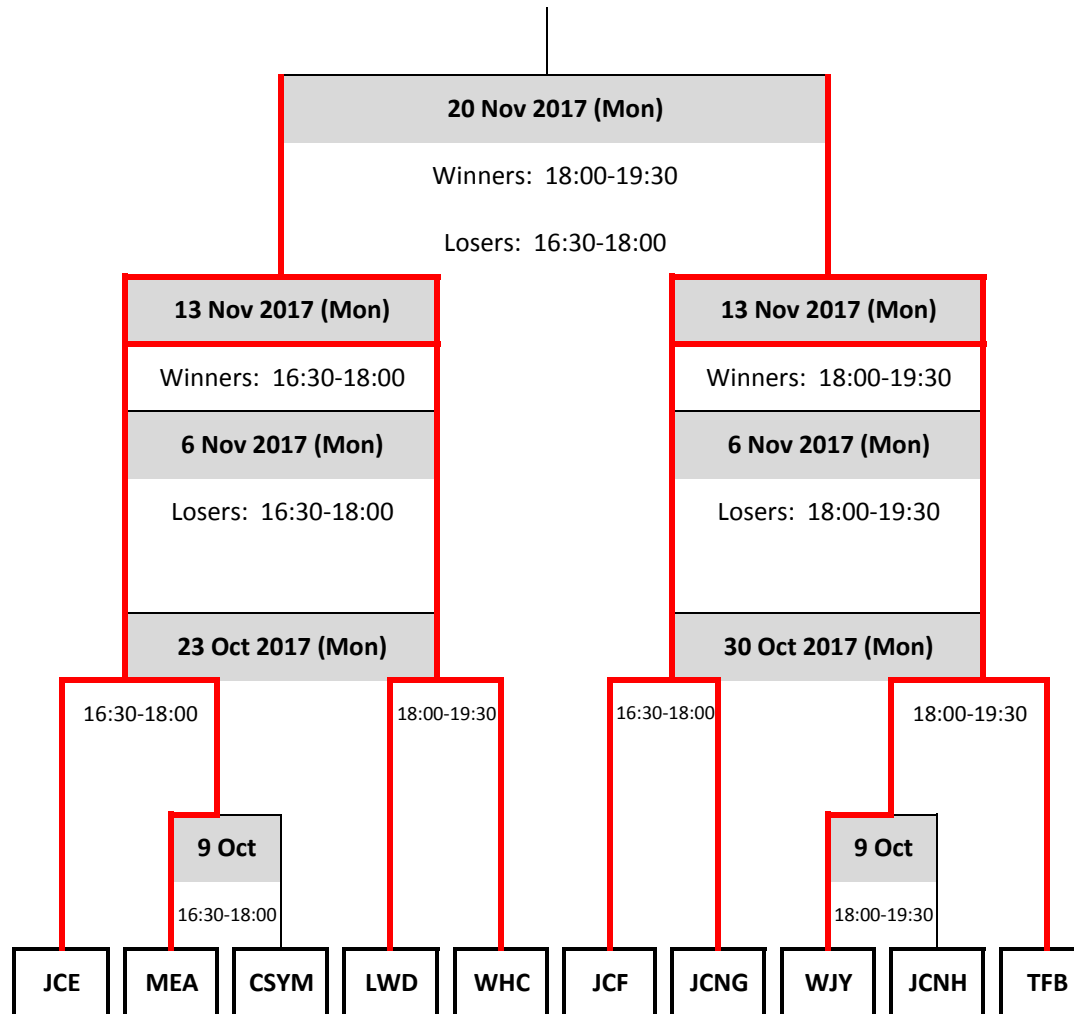 20 Nov 2017 (Mon)
Winners: 18:00-19:30
Losers: 16:30-18:00
13 Nov 2017 (Mon)
13 Nov 2017 (Mon)
Winners: 16:30-18:00
Winners: 18:00-19:30
6 Nov 2017 (Mon)
6 Nov 2017 (Mon)
Losers: 16:30-18:00
Losers: 18:00-19:30
23 Oct 2017 (Mon)
30 Oct 2017 (Mon)
16:30-18:00
18:00-19:30
16:30-18:00
18:00-19:30
9 Oct
9 Oct
16:30-18:00
18:00-19:30
JCE
MEA
CSYM
LWD
WHC
JCF
JCNG
WJY
JCNH
TFB